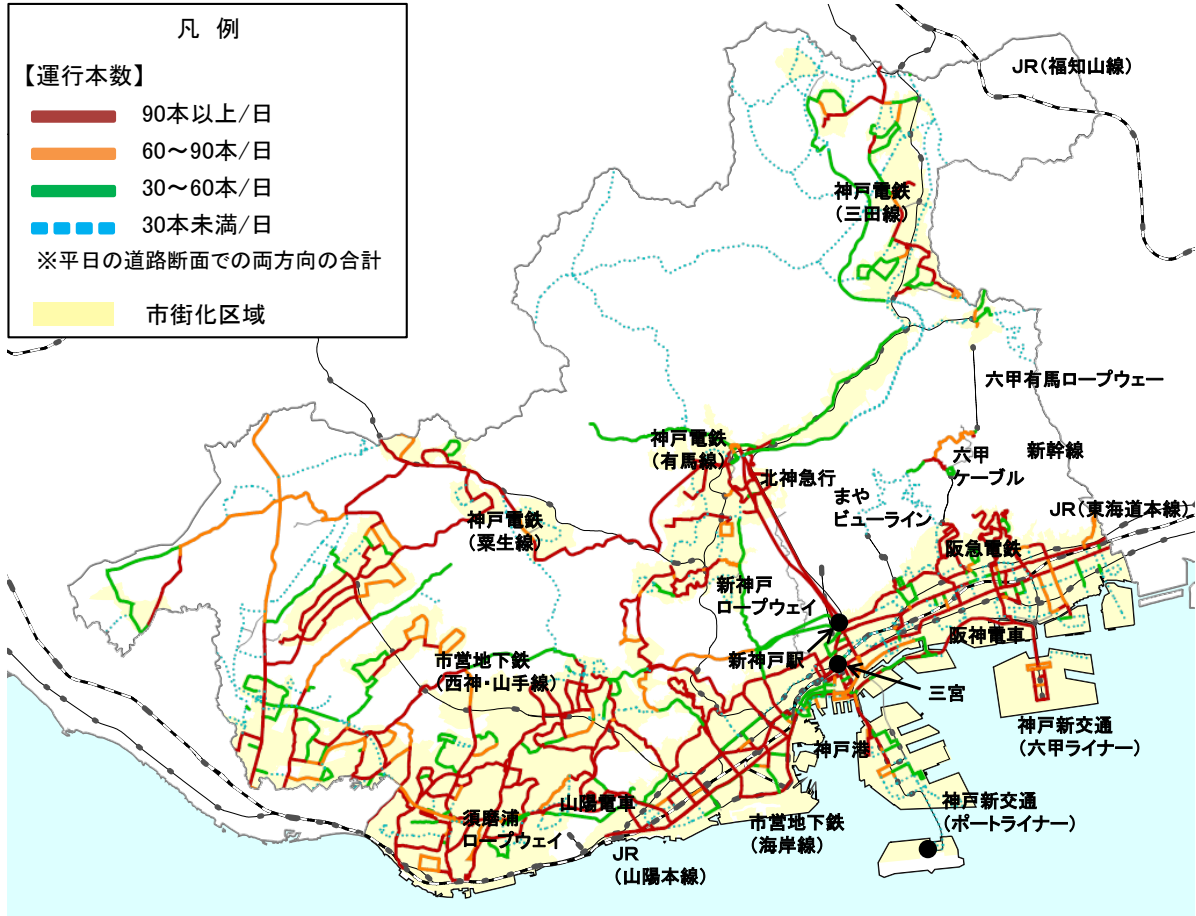 凡 例
【運行本数】
90本以上/日
60～90本/日
30～60本/日
30本未満/日
※平日の道路断面での両方向の合計
市街化区域
JR(福知山線)
神戸電鉄
(三田線)
六甲有馬ロープウェー
神戸電鉄
(有馬線)
北神急行
六甲
ケーブル
新幹線
まや
ビューライン
JR(東海道本線)
神戸電鉄
(粟生線)
阪急電鉄
新神戸
ロープウェイ
阪神電車
新神戸駅
市営地下鉄
(西神・山手線)
三宮
神戸新交通
(六甲ライナー)
神戸港
神戸新交通
(ポートライナー)
山陽電車
須磨浦
ロープウェイ
市営地下鉄
(海岸線)
JR
(山陽本線)